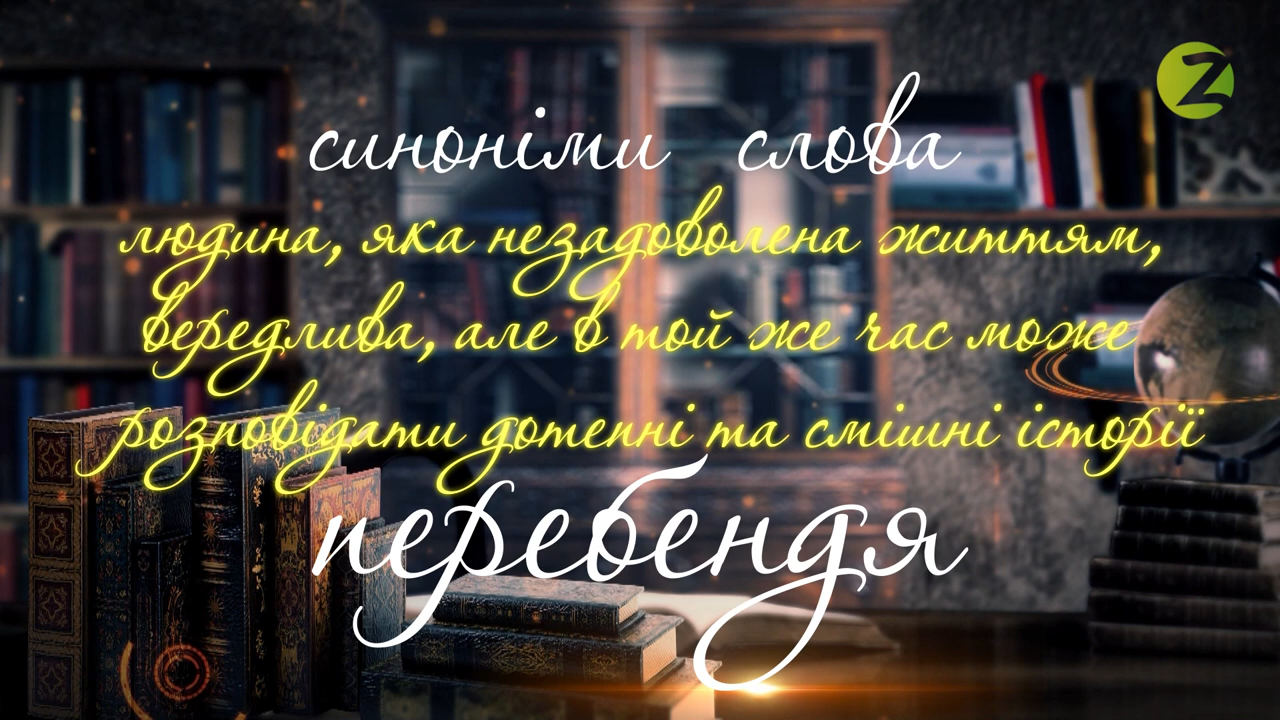 синоніми слова
людина, яка незадоволена життям,
вередлива, але в той же час може
розповідати дотепні та смішні історії
перебендя
Z